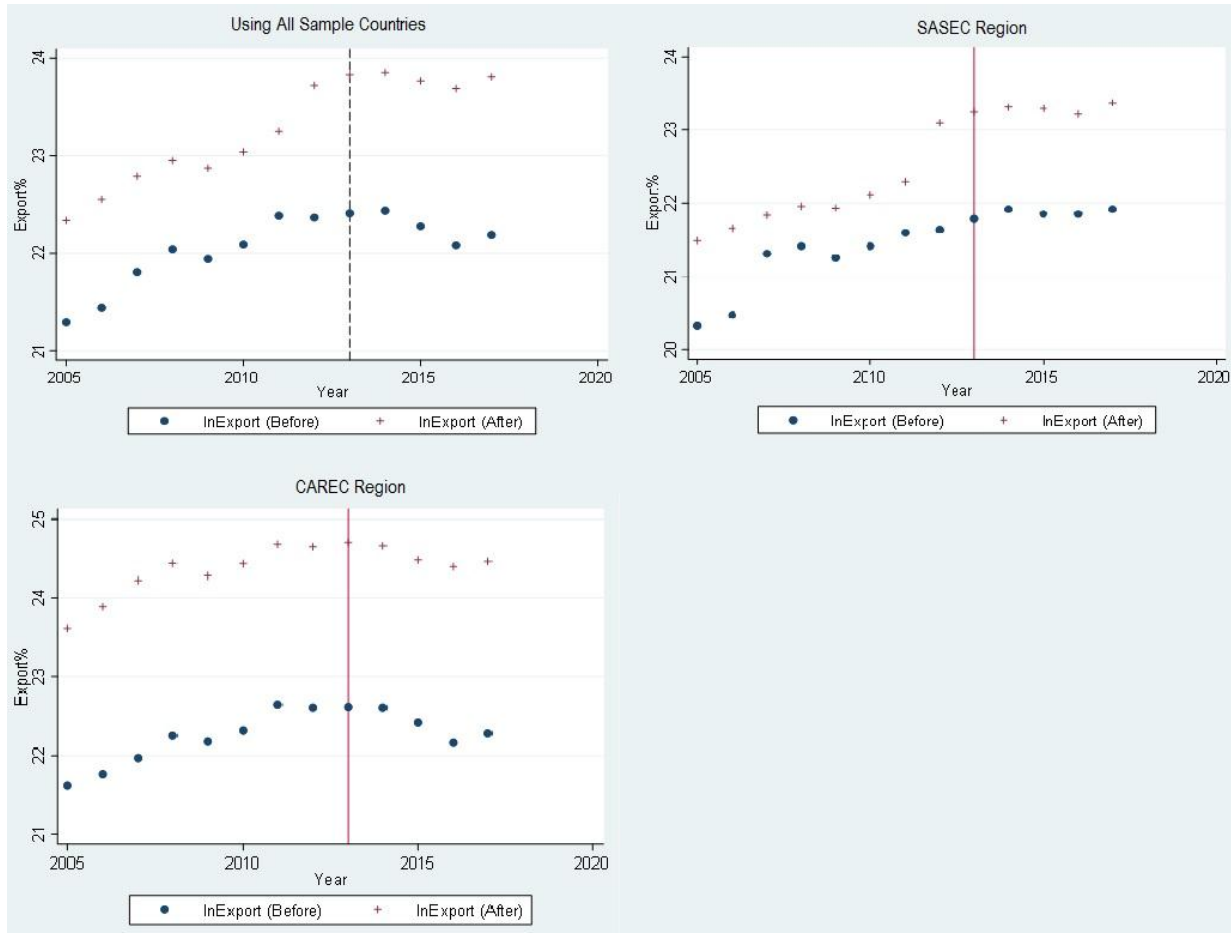 Using All Sample Countries
24
23
22
21
Export%
2005 2010 2015 2020
Year
lnExport (Before) lnExport (After)
SASEC Region
24
23
22
21
20
Export%
2005 2010 2015 2020
Year
lnExport (Before) lnExport (After)
CAREC Region
25
24
23
22
21
Export%
2005 2010 2015 2020
Year
lnExport (Before) lnExport (After)